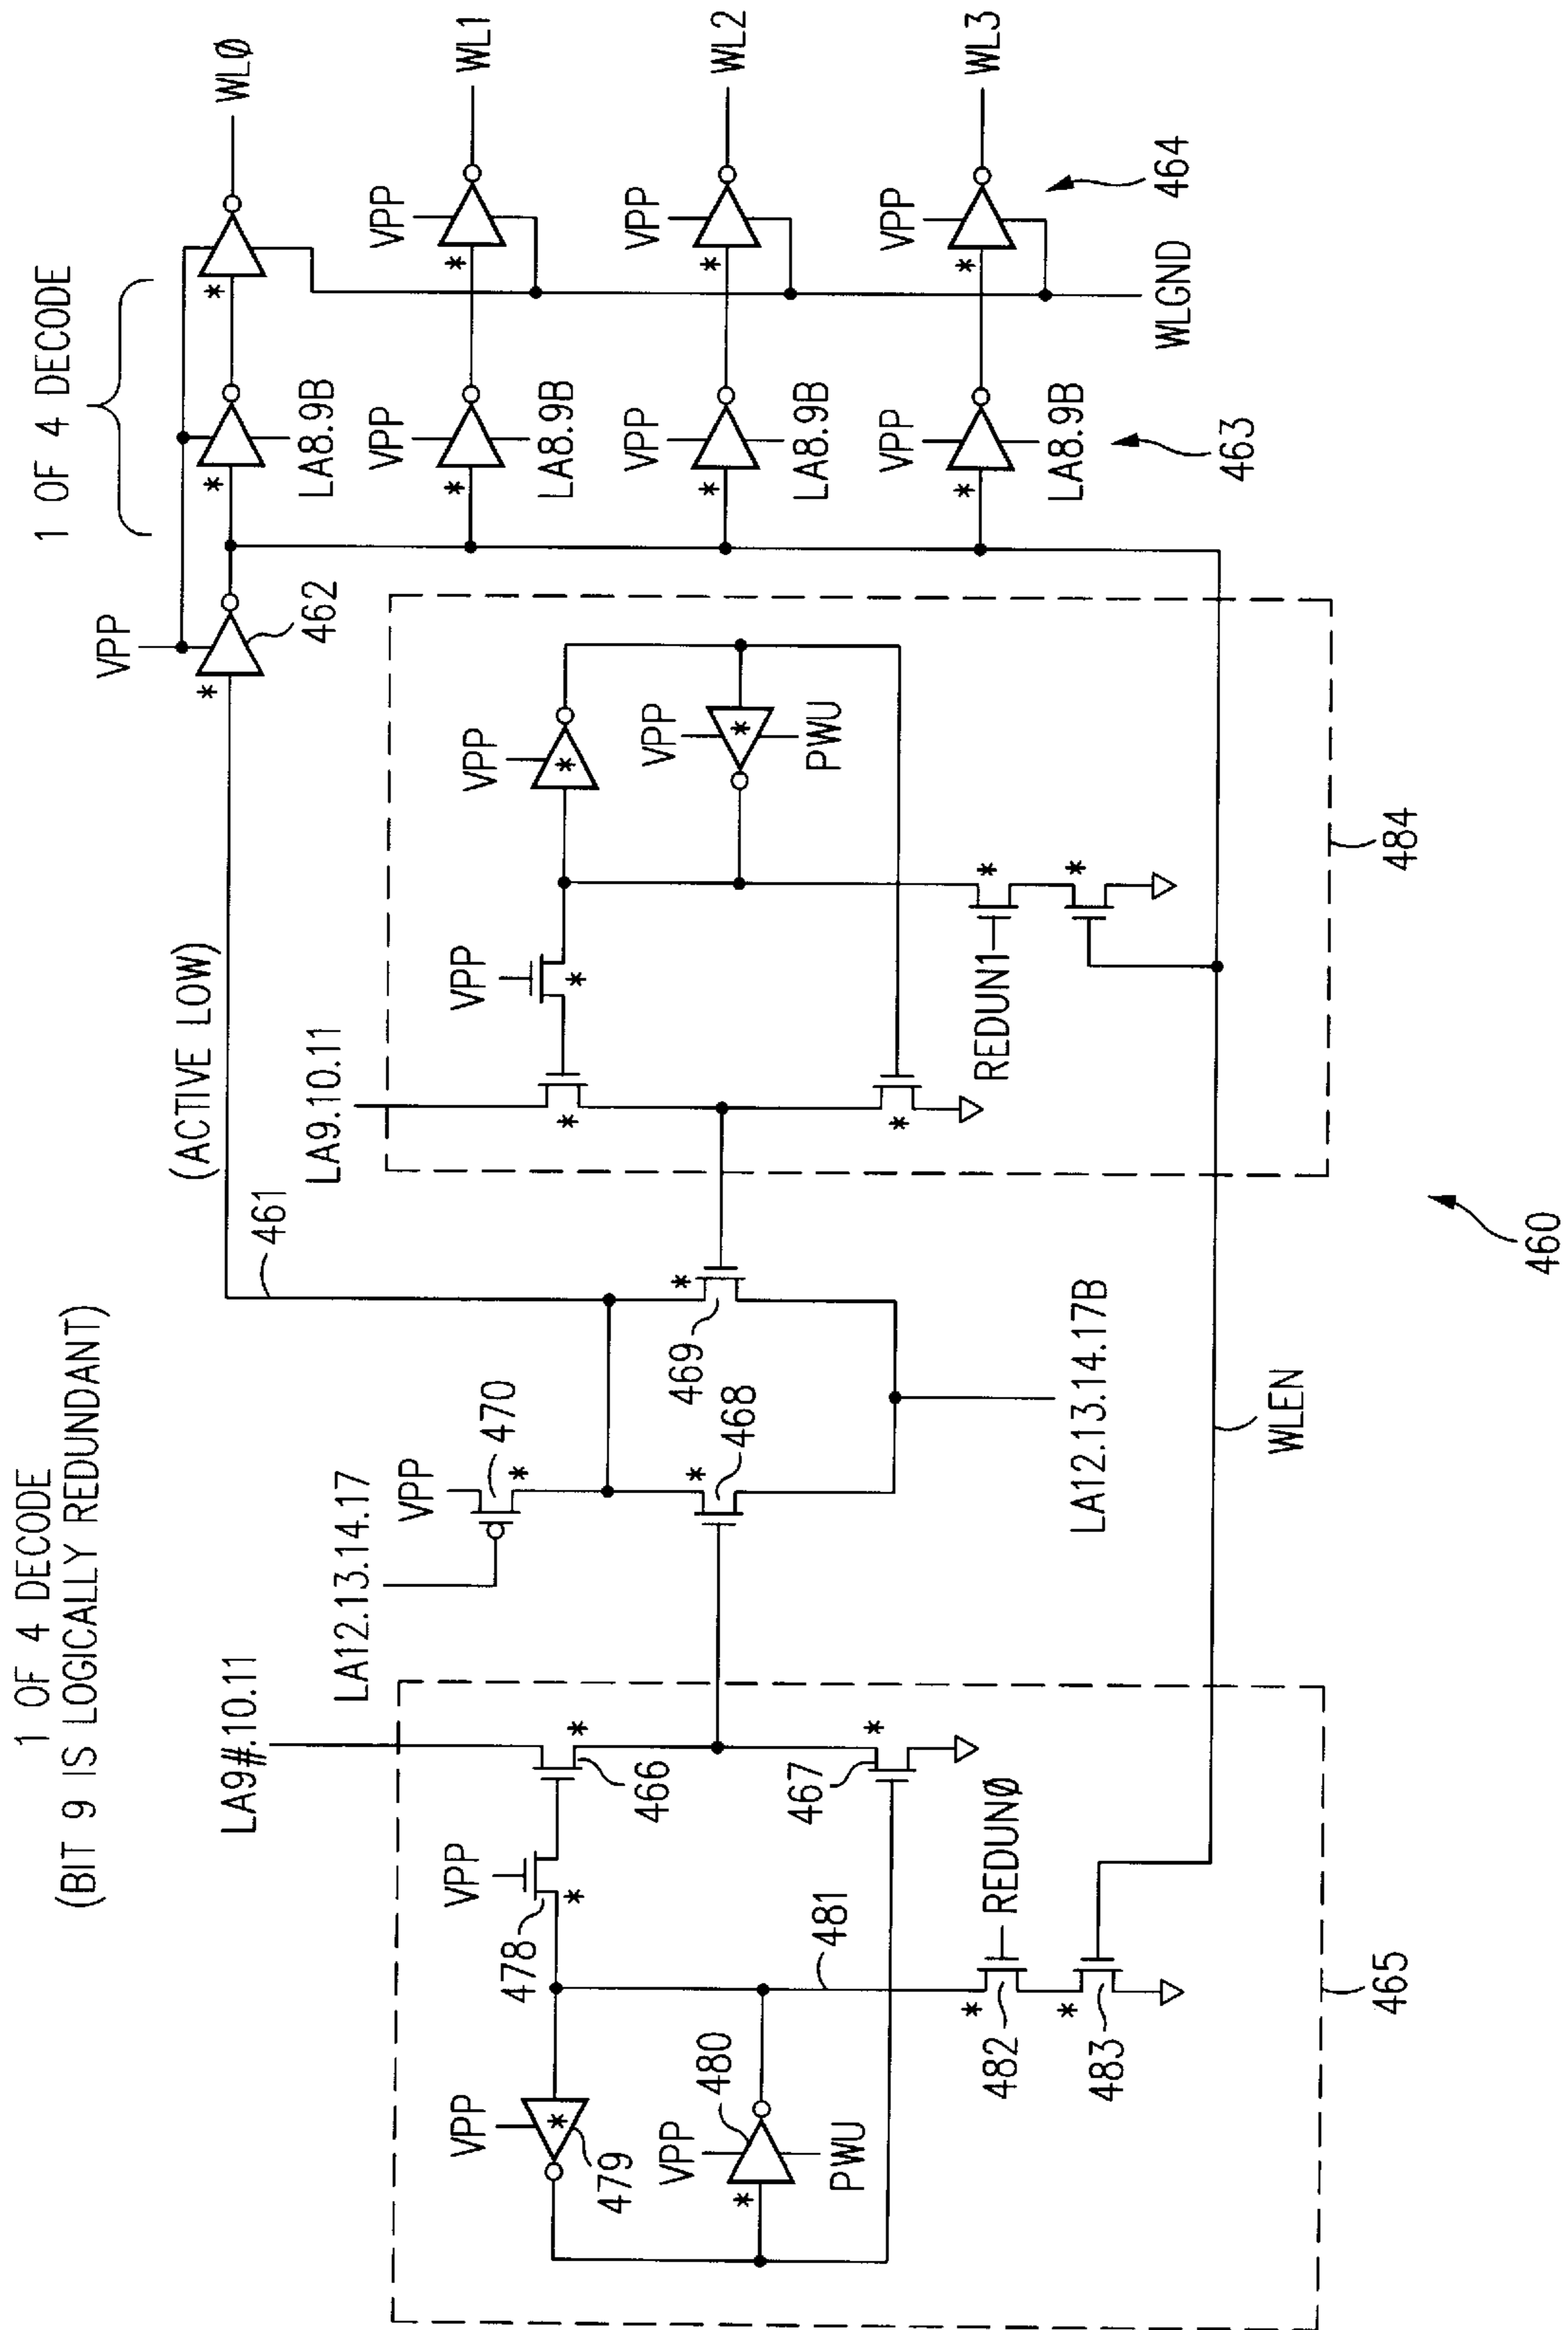 1 OF 4 DECODE
(BIT 9 IS LOGICALLY REDUNDANT)
LA9#.10.11
VPP
478
466
VPP
479
VPP
480
PWU
481
467
482
REDUNØ
483
465
LA12.13.14.17
VPP
470
468
469
LA12.13.14.17B
WLEN
461
(ACTIVE LOW)
LA9.10.11
VPP
VPP
VPP
PWU
REDUN1
484
460
VPP
462
1 OF 4 DECODE
LA8.9B
WLØ
VPP
LA8.9B
VPP
WL1
VPP
LA8.9B
VPP
WL2
VPP
LA8.9B
VPP
WL3
463
464
WLGND